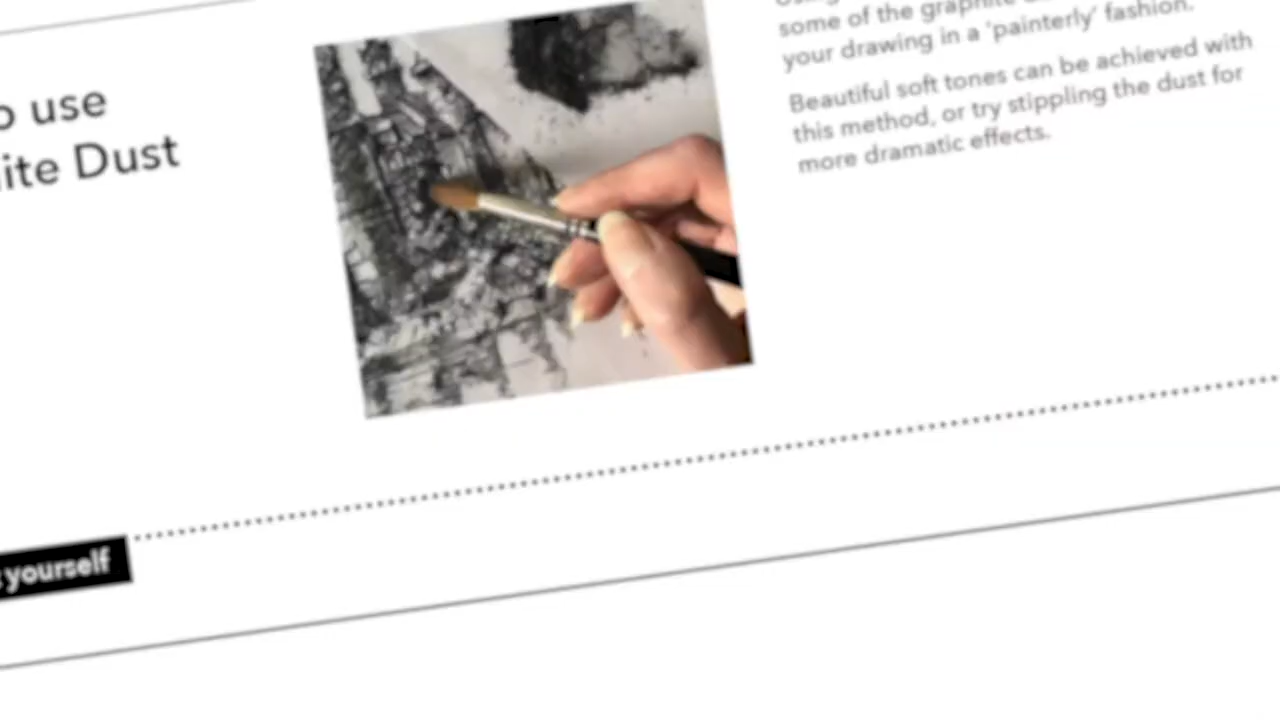 o use
ite Dust
some of the graphite
your drawing in a 'painterly' fashion.
Beautiful soft tones can be achieved with
this method, or try stippling the dust for
more dramatic effects.
yourself